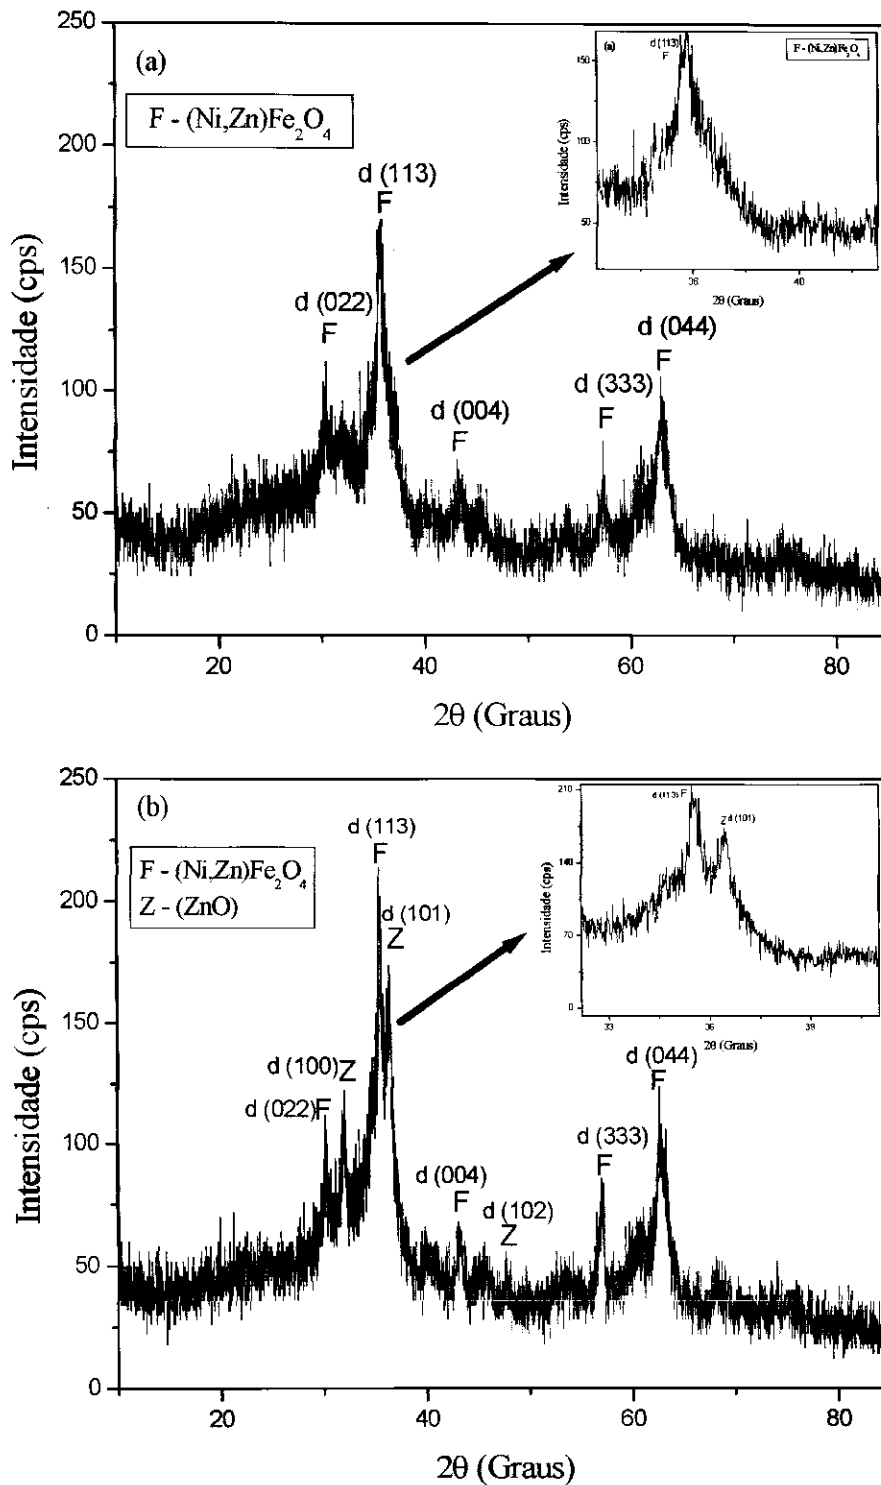 250
200
150
100
50
0
Intensidade (cps)
(a)
F - (Ni,Zn)Fe2O4
d (022)
F
d (113)
F
d (004)
F
d (333)
F
d (044)
F
20
40
60
80
2θ (Graus)
(a)
d (113)
F
F - (Ni,Zn)Fe2O4
150
100
50
Intensidade (cps)
36
40
2θ (Graus)
250
200
150
100
50
0
Intensidade (cps)
(b)
F - (Ni,Zn)Fe2O4
Z - (ZnO)
d (113)
F
d (101)
Z
d (100) Z
d (022) F
d (004)
F
d (102)
Z
d (333)
F
d (044)
F
20
40
60
80
2θ (Graus)
d (113) F
Z d (101)
210
140
70
0
Intensidade (cps)
33
36
39
2θ (Graus)